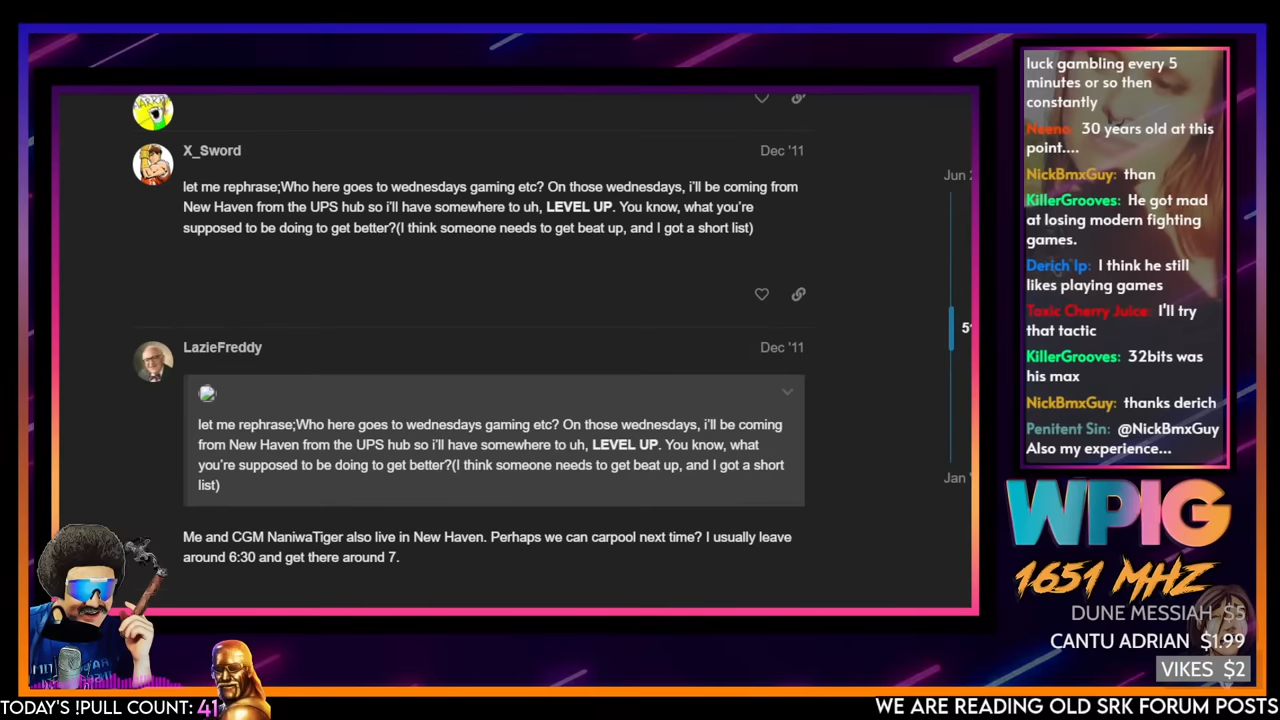 X_Sword
Dec '11
let me rephrase;Who here goes to wednesdays gaming etc? On those wednesdays, i'll be coming from
New Haven from the UPS hub so i'll have somewhere to uh, LEVEL UP. You know, what you're
supposed to be doing to get better?(I think someone needs to get beat up, and I got a short list)
LazieFreddy
Dec '11
let me rephrase;Who here goes to wednesdays gaming etc? On those wednesdays, i'll be coming
from New Haven from the UPS hub so i'll have somewhere to uh, LEVEL UP. You know, what
you're supposed to be doing to get better?(I think someone needs to get beat up, and I got a short
list)
Me and CGM NaniwaTiger also live in New Haven. Perhaps we can carpool next time? I usually leave
around 6:30 and get there around 7.
Jun
Jan
luck gambling every 5
minutes or so then
constantly
Neeno: 30 years old at this
point....
NickBmxGuy: than
KillerGrooves: He got mad
at losing modern fighting
games.
Derich Ip: I think he still
likes playing games
Toxic Cherry Juice: I'll try
that tactic
KillerGrooves: 32bits was
his max
NickBmxGuy: thanks derich
Penitent Sin: @NickBmxGuy
Also my experience...
WPIG
1651 MHZ
DUNE MESSIAH $5
CANTU ADRIAN $1.99
VIKES $2
TODAY'S !PULL COUNT: 41
WE ARE READING OLD SRK FORUM POSTS